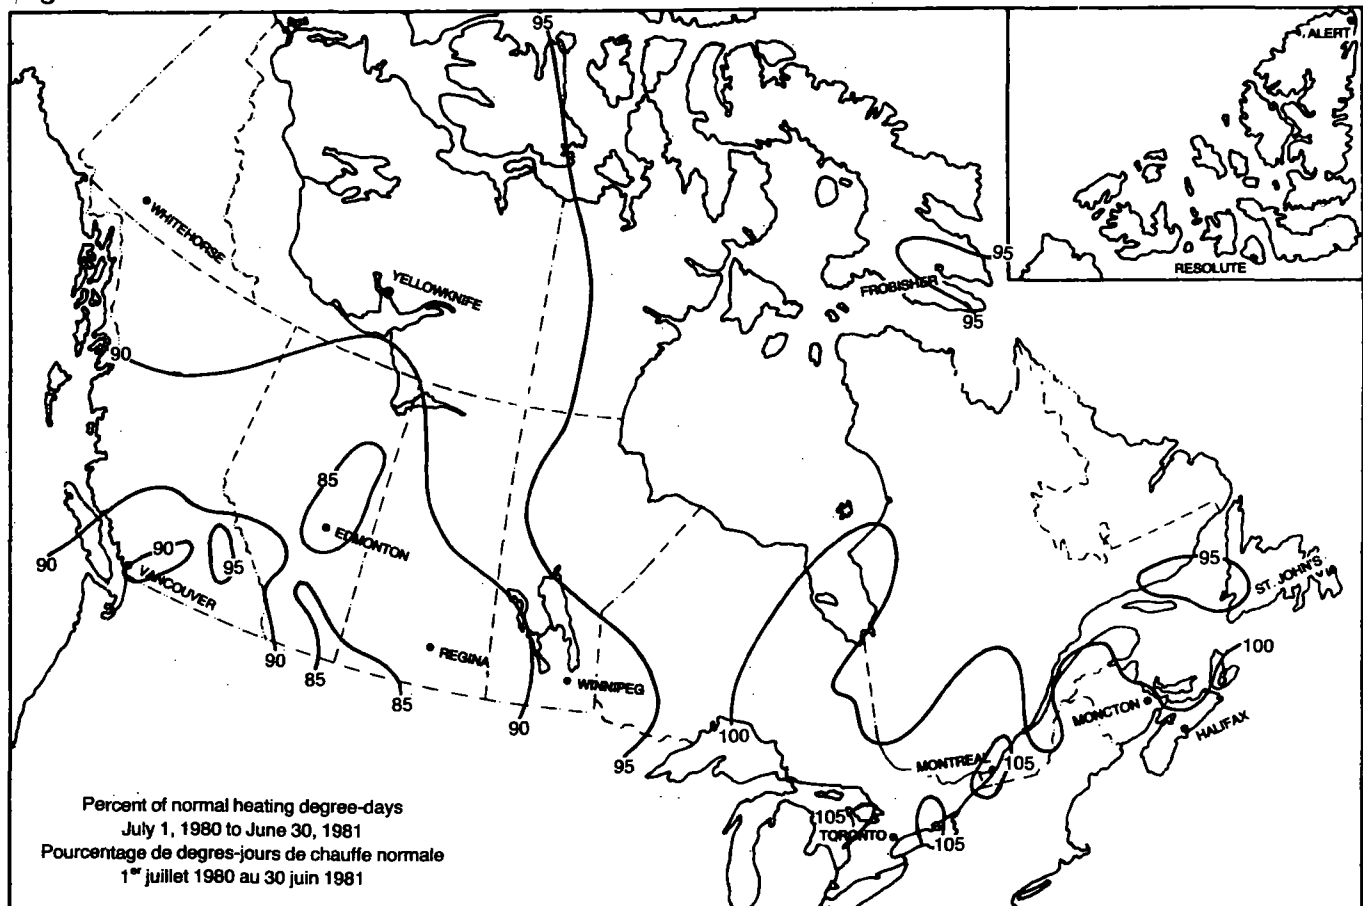 95
ALERT
RESOLUTE
WHITEHORSE
YELLOWKNIFE
95
FROBISHER
95
90
85
EDMONTON
90
90
95
VANCOUVER
95
ST. JOHN'S
REGINA
90
85
85
WINNIPEG
90
95
100
100
MONCTON
HALIFAX
MONTREAL
105
105
TORONTO
105
Percent of normal heating degree-days
July 1, 1980 to June 30, 1981
Pourcentage de degres-jours de chauffe normale
1er juillet 1980 au 30 juin 1981